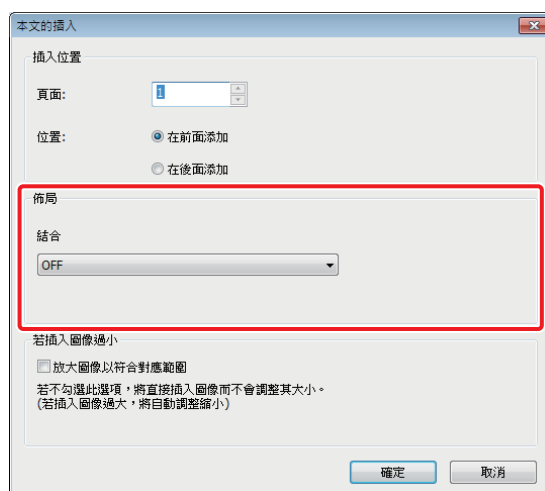 本文的插入
插入位置
頁面:
1
位置:
在前面添加
在後面添加
佈局
結合
OFF
若插入圖像過小
放大圖像以符合對應範圍
若不勾選此選項，將直接插入圖像而不會調整其大小。
(若插入圖像過大，將自動調整縮小)
確定 取消